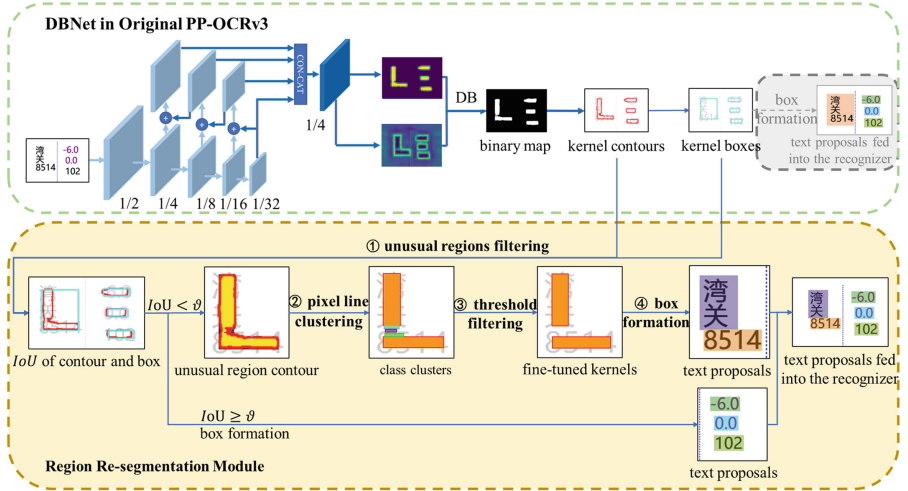 DBNet in Original PP-OCRv3
湾
关
8514
-6.0
0.0
102
1/2
1/4
1/8
1/16
1/32
CON-CAT
1/4
DB
binary map
kernel contours
kernel boxes
box
formation
湾
关
8514
-6.0
0.0
102
text proposals fed
into the recognizer
① unusual regions filtering
IoU of contour and box
IoU < ϑ
unusual region contour
② pixel line
clustering
8514
class clusters
③ threshold
filtering
8514
fine-tuned kernels
④ box
formation
湾
关
8514
text proposals
湾
关
8514
-6.0
0.0
102
text proposals fed
into the recognizer
IoU ≥ ϑ
box formation
-6.0
0.0
102
text proposals
Region Re-segmentation Module